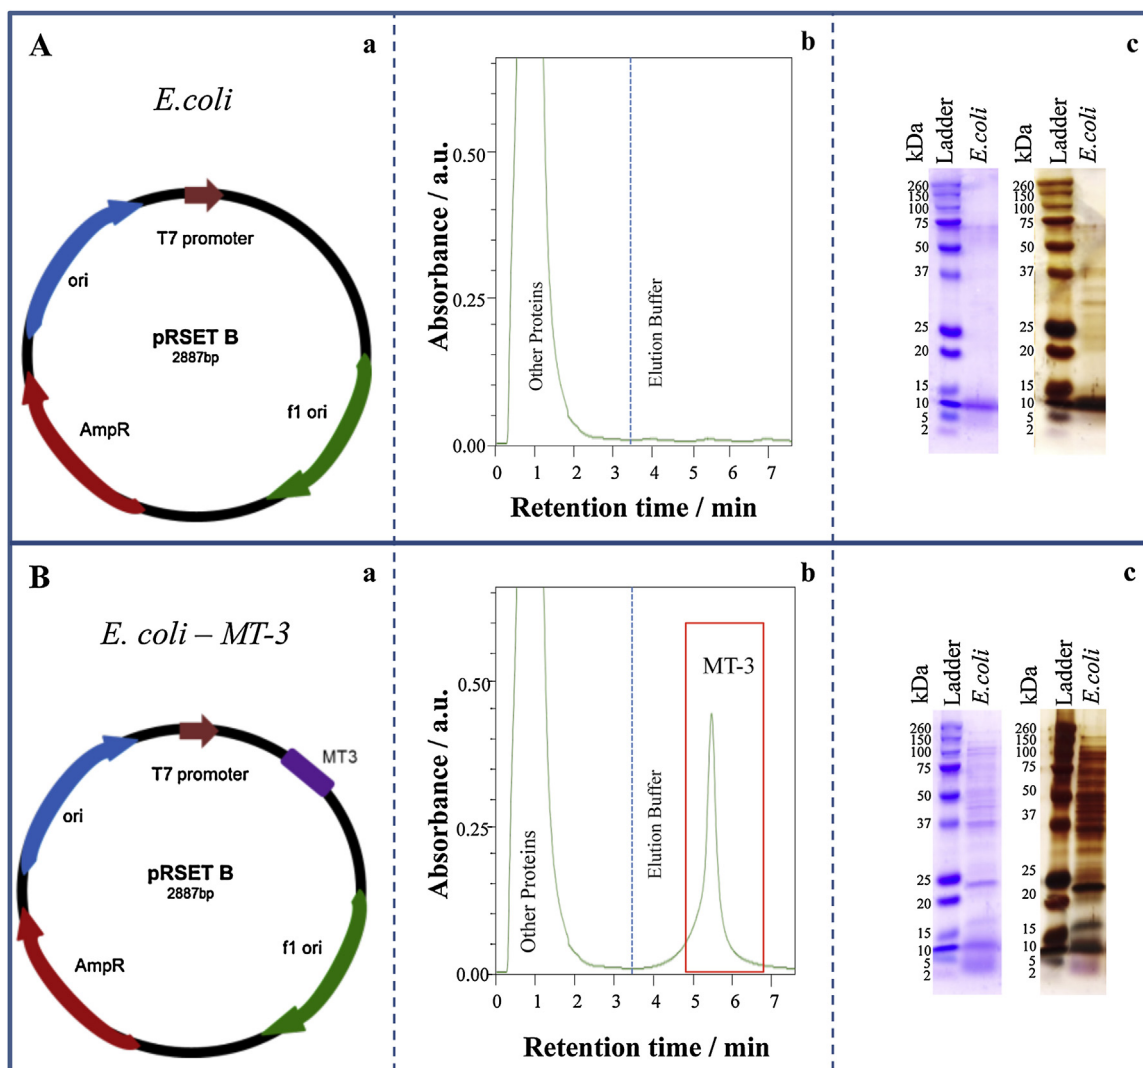 A
a
E.coli
T7 promoter
ori
pRSET B
2887bp
AmpR
f1 ori
b
Absorbance / a.u.
0.50
0.25
0.00
Other Proteins
Elution Buffer
0 1 2 3 4 5 6 7
Retention time / min
c
kDa Ladder E.coli kDa Ladder E.coli
260 260
150 150
100 100
75 75
50 50
37 37
25 25
20 20
15 15
10 10
5 5
2 2
B
a
E. coli – MT-3
T7 promoter
MT3
ori
pRSET B
2887bp
AmpR
f1 ori
b
Absorbance / a.u.
0.50
0.25
0.00
Other Proteins
Elution Buffer
MT-3
0 1 2 3 4 5 6 7
Retention time / min
c
kDa Ladder E.coli kDa Ladder E.coli
260 260
150 150
100 100
75 75
50 50
37 37
25 25
20 20
15 15
10 10
5 5
2 2